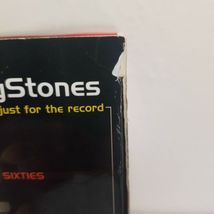 gStones
just for the record
SIXTIES